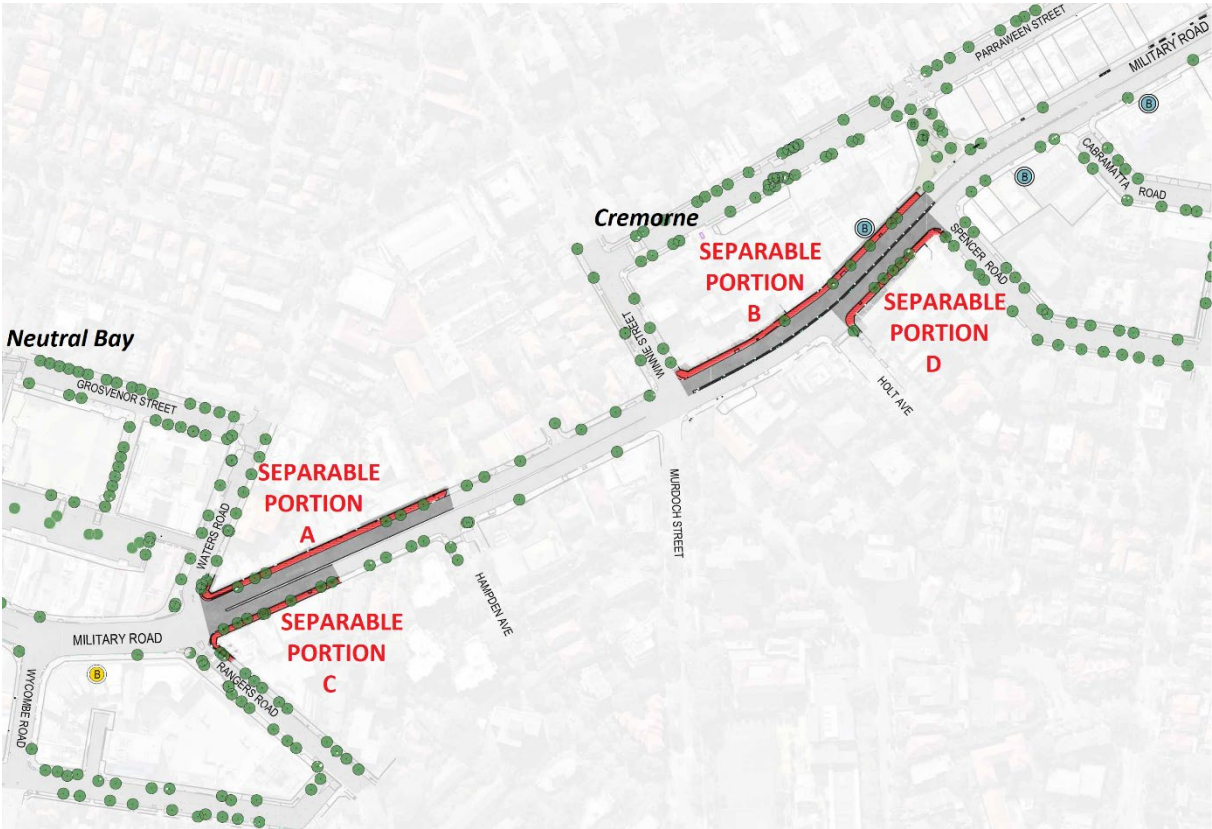 PARRAWEEN STREET
MILITARY ROAD
B
CABRAMATTA
ROAD
B
Cremorne
B
SPENCER ROAD
SEPARABLE
PORTION
B
SEPARABLE
PORTION
D
WINNIE STREET
HOLT AVE
Neutral Bay
GROSVENOR STREET
SEPARABLE
PORTION
A
WATERS ROAD
MURDOCH STREET
HAMPDEN AVE
SEPARABLE
PORTION
C
MILITARY ROAD
B
RANGERS ROAD
WYCOMBE ROAD